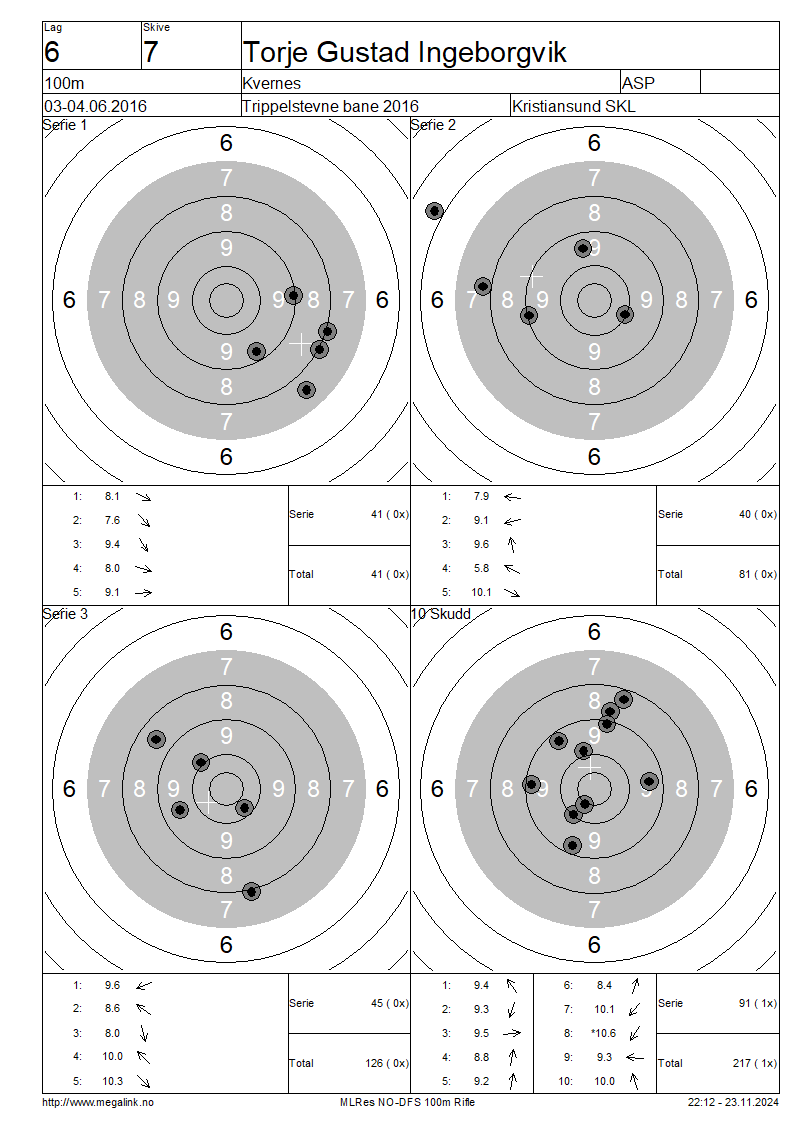 Lag
Skive
6
7
Torje Gustad Ingeborgvik
100m
Kvernes
ASP
03-04.06.2016
Trippelstevne bane 2016
Kristiansund SKL
Serie 1
6
7
8
9
6 7 8 9 9 8 7 6
9
8
7
6
Serie 2
6
7
8
9
6 7 8 9 9 8 7 6
9
8
7
6
1: 8.1
2: 7.6
3: 9.4
4: 8.0
5: 9.1
Serie 41 ( 0x)
Total 41 ( 0x)
1: 7.9
2: 9.1
3: 9.6
4: 5.8
5: 10.1
Serie 40 ( 0x)
Total 81 ( 0x)
Serie 3
6
7
8
9
6 7 8 9 9 8 7 6
9
8
7
6
10 Skudd
6
7
8
9
6 7 8 9 9 8 7 6
9
8
7
6
1: 9.6
2: 8.6
3: 8.0
4: 10.0
5: 10.3
Serie 45 ( 0x)
Total 126 ( 0x)
1: 9.4
2: 9.3
3: 9.5
4: 8.8
5: 9.2
6: 8.4
7: 10.1
8: *10.6
9: 9.3
10: 10.0
Serie 91 ( 1x)
Total 217 ( 1x)
http://www.megalink.no
MLRes NO-DFS 100m Rifle
22:12 - 23.11.2024